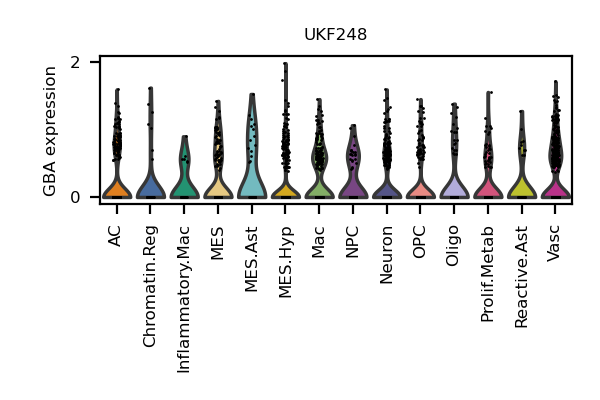 UKF248
GBA expression
2
0
AC
Chromatin.Reg
Inflammatory.Mac
MES
MES.Ast
MES.Hyp
Mac
NPC
Neuron
OPC
Oligo
Prolif.Metab
Reactive.Ast
Vasc